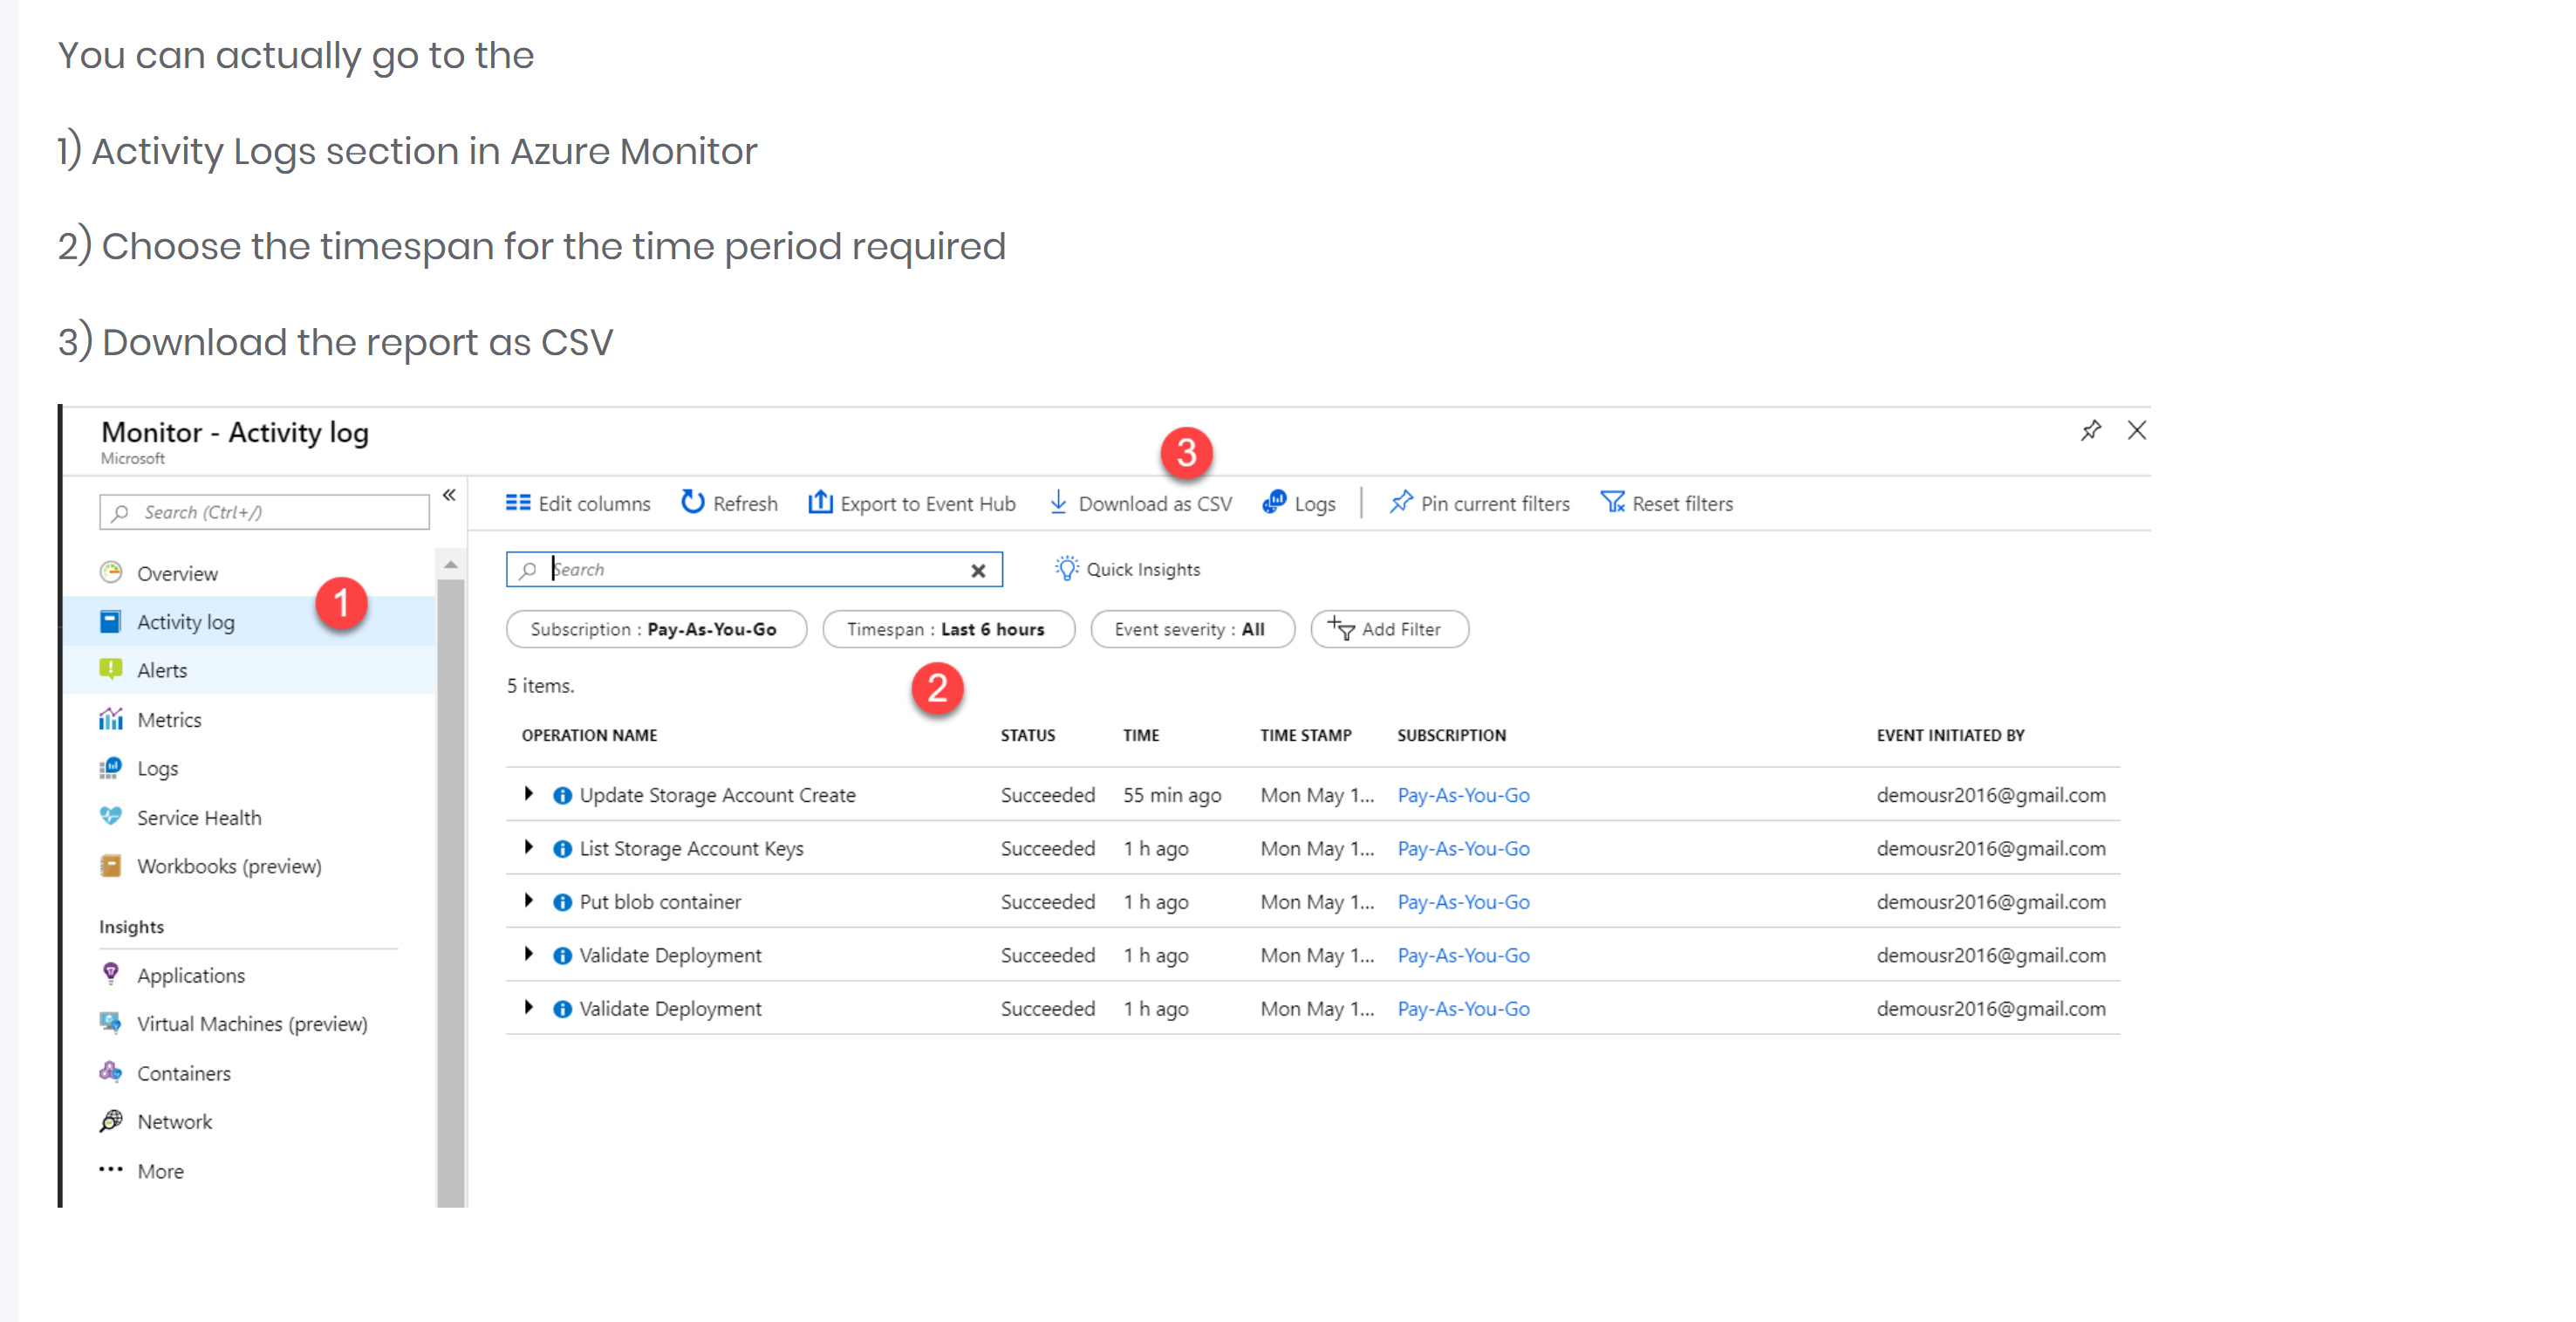 You can actually go to the
1) Activity Logs section in Azure Monitor
2) Choose the timespan for the time period required
3) Download the report as CSV
Monitor - Activity log
Microsoft
3
Search (Ctrl+/)
«
Edit columns Refresh Export to Event Hub Download as CSV Logs Pin current filters Reset filters
Overview
1
Activity log
Alerts
Metrics
Logs
Service Health
Workbooks (preview)
Insights
Applications
Virtual Machines (preview)
Containers
Network
More
Search
Quick Insights
Subscription : Pay-As-You-Go Timespan : Last 6 hours Event severity : All Add Filter
2
5 items.
OPERATION NAME STATUS TIME TIME STAMP SUBSCRIPTION EVENT INITIATED BY
Update Storage Account Create Succeeded 55 min ago Mon May 1... Pay-As-You-Go demousr2016@gmail.com
List Storage Account Keys Succeeded 1 h ago Mon May 1... Pay-As-You-Go demousr2016@gmail.com
Put blob container Succeeded 1 h ago Mon May 1... Pay-As-You-Go demousr2016@gmail.com
Validate Deployment Succeeded 1 h ago Mon May 1... Pay-As-You-Go demousr2016@gmail.com
Validate Deployment Succeeded 1 h ago Mon May 1... Pay-As-You-Go demousr2016@gmail.com